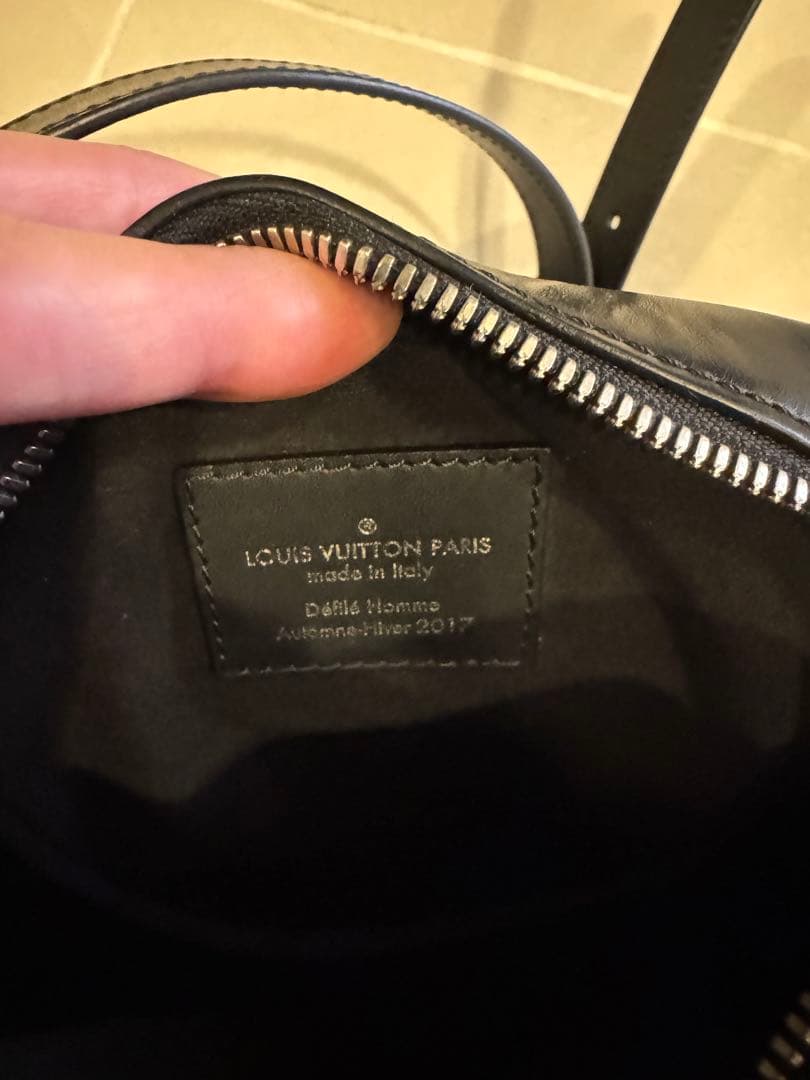 LOUIS VUITTON PARIS
made in Italy
Défilé Homme
Automne-Hiver 2017